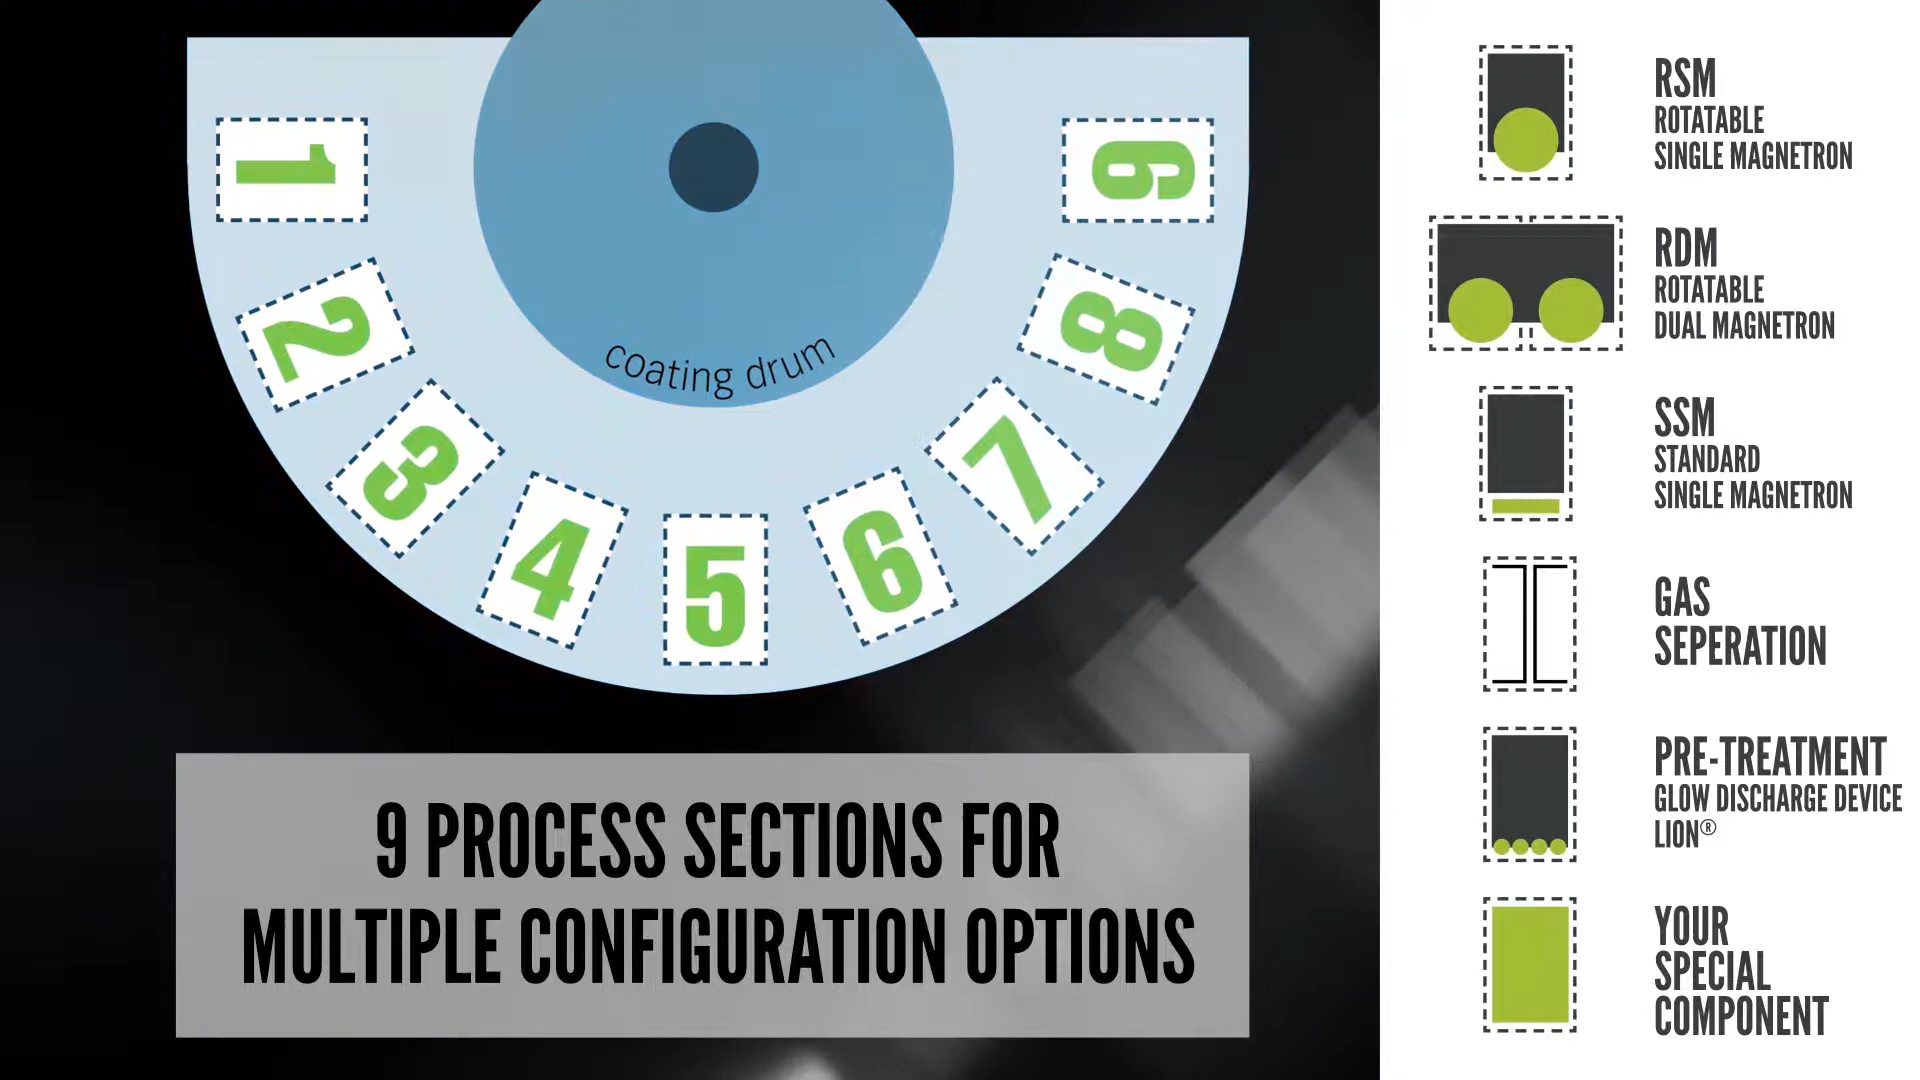 1
2
3
4
5
6
7
8
9
coating drum
9 PROCESS SECTIONS FOR
MULTIPLE CONFIGURATION OPTIONS
RSM
ROTATABLE
SINGLE MAGNETRON
RDM
ROTATABLE
DUAL MAGNETRON
SSM
STANDARD
SINGLE MAGNETRON
GAS
SEPERATION
PRE-TREATMENT
GLOW DISCHARGE DEVICE
LION®
YOUR
SPECIAL
COMPONENT